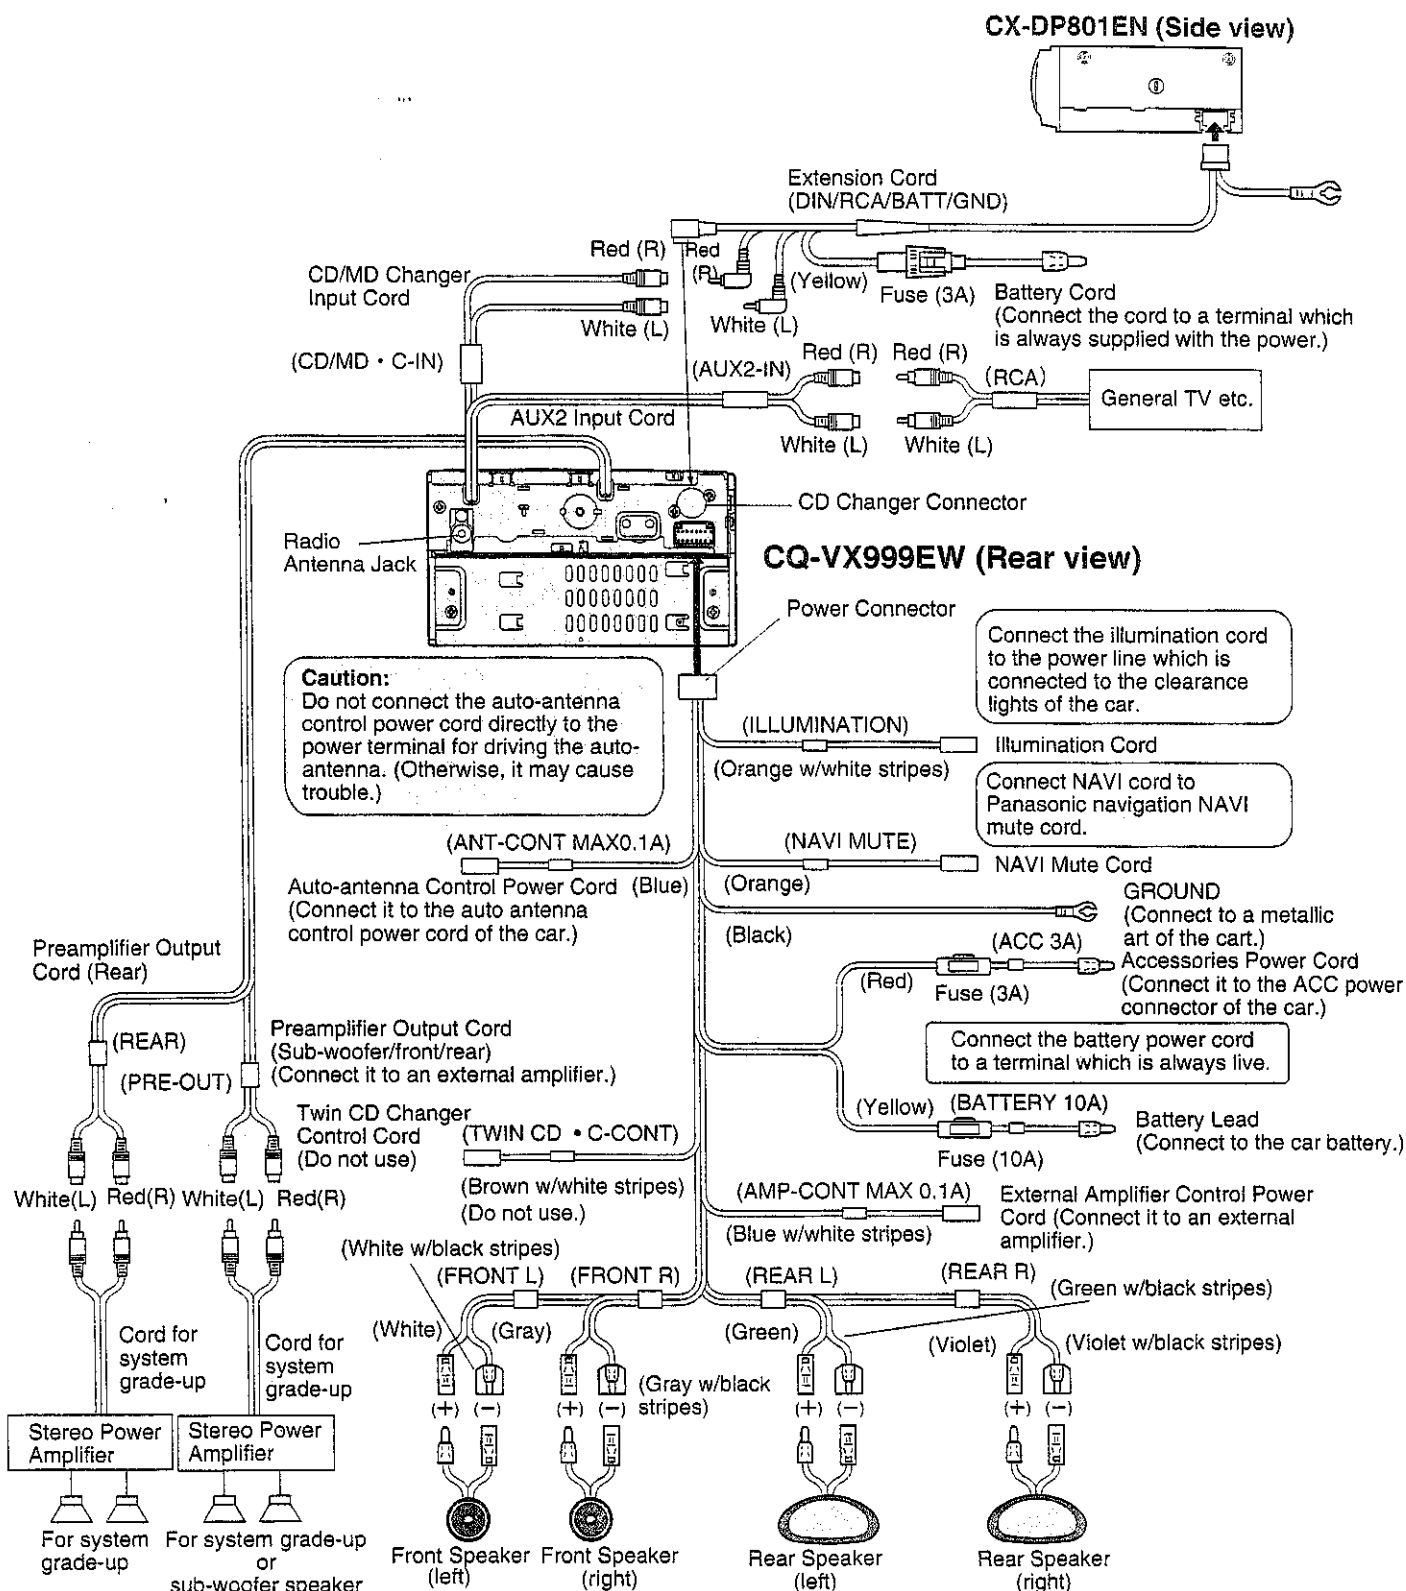 CX-DP801EN (Side view)
Extension Cord
(DIN/RCA/BATT/GND)
Red (R)
Red
(R)
CD/MD Changer
Input Cord
(Yellow)
Fuse (3A)
Battery Cord
(Connect the cord to a terminal which
is always supplied with the power.)
White (L)
White (L)
(CD/MD • C-IN)
(AUX2-IN)
Red (R)
Red (R)
(RCA)
General TV etc.
AUX2 Input Cord
White (L)
White (L)
CD Changer Connector
Radio
Antenna Jack
CQ-VX999EW (Rear view)
Power Connector
Connect the illumination cord
to the power line which is
connected to the clearance
lights of the car.
Caution:
Do not connect the auto-antenna
control power cord directly to the
power terminal for driving the auto-
antenna. (Otherwise, it may cause
trouble.)
(ILLUMINATION)
Illumination Cord
(Orange w/white stripes)
Connect NAVI cord to
Panasonic navigation NAVI
mute cord.
(ANT-CONT MAX0.1A)
(NAVI MUTE)
NAVI Mute Cord
Auto-antenna Control Power Cord
(Connect it to the auto antenna
control power cord of the car.)
(Blue)
(Orange)
GROUND
(Connect to a metallic
art of the cart.)
(Black)
(ACC 3A)
Accessories Power Cord
(Connect it to the ACC power
connector of the car.)
(Red)
Fuse (3A)
Preamplifier Output
Cord (Rear)
(REAR)
Preamplifier Output Cord
(Sub-woofer/front/rear)
(Connect it to an external amplifier.)
(PRE-OUT)
Connect the battery power cord
to a terminal which is always live.
(Yellow)
(BATTERY 10A)
Battery Lead
(Connect to the car battery.)
Fuse (10A)
Twin CD Changer
Control Cord
(Do not use)
(TWIN CD • C-CONT)
(Brown w/white stripes)
(Do not use.)
White(L)
Red(R)
White(L)
Red(R)
(AMP-CONT MAX 0.1A)
External Amplifier Control Power
Cord (Connect it to an external
amplifier.)
(Blue w/white stripes)
(White w/black stripes)
(FRONT L)
(FRONT R)
(REAR L)
(REAR R)
(Green w/black stripes)
(White)
(Gray)
(Green)
(Violet)
(Violet w/black stripes)
Cord for
system
grade-up
Cord for
system
grade-up
(Gray w/black
stripes)
(+)
(−)
(+)
(−)
(+)
(−)
(+)
(−)
Stereo Power
Amplifier
Stereo Power
Amplifier
For system
grade-up
For system grade-up
or
sub-woofer speaker
Front Speaker
(left)
Front Speaker
(right)
Rear Speaker
(left)
Rear Speaker
(right)